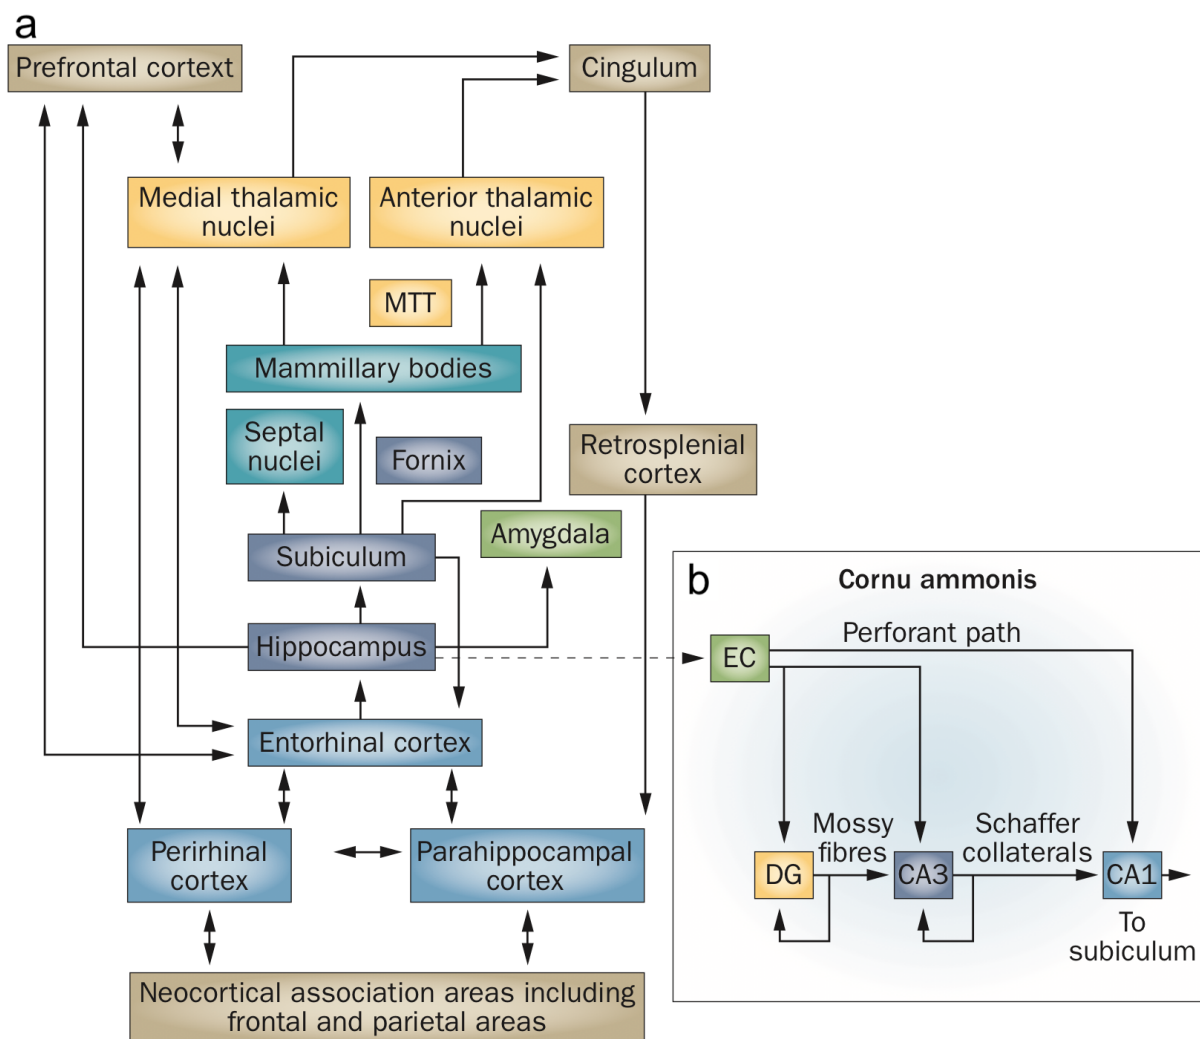 a
Prefrontal cortext
Cingulum
Medial thalamic
nuclei
Anterior thalamic
nuclei
MTT
Mammillary bodies
Septal
nuclei
Fornix
Retrosplenial
cortex
Subiculum
Amygdala
Hippocampus
Entorhinal cortex
Perirhinal
cortex
Parahippocampal
cortex
Neocortical association areas including
frontal and parietal areas
b
Cornu ammonis
Perforant path
EC
Mossy
fibres
Schaffer
collaterals
DG
CA3
CA1
To
subiculum